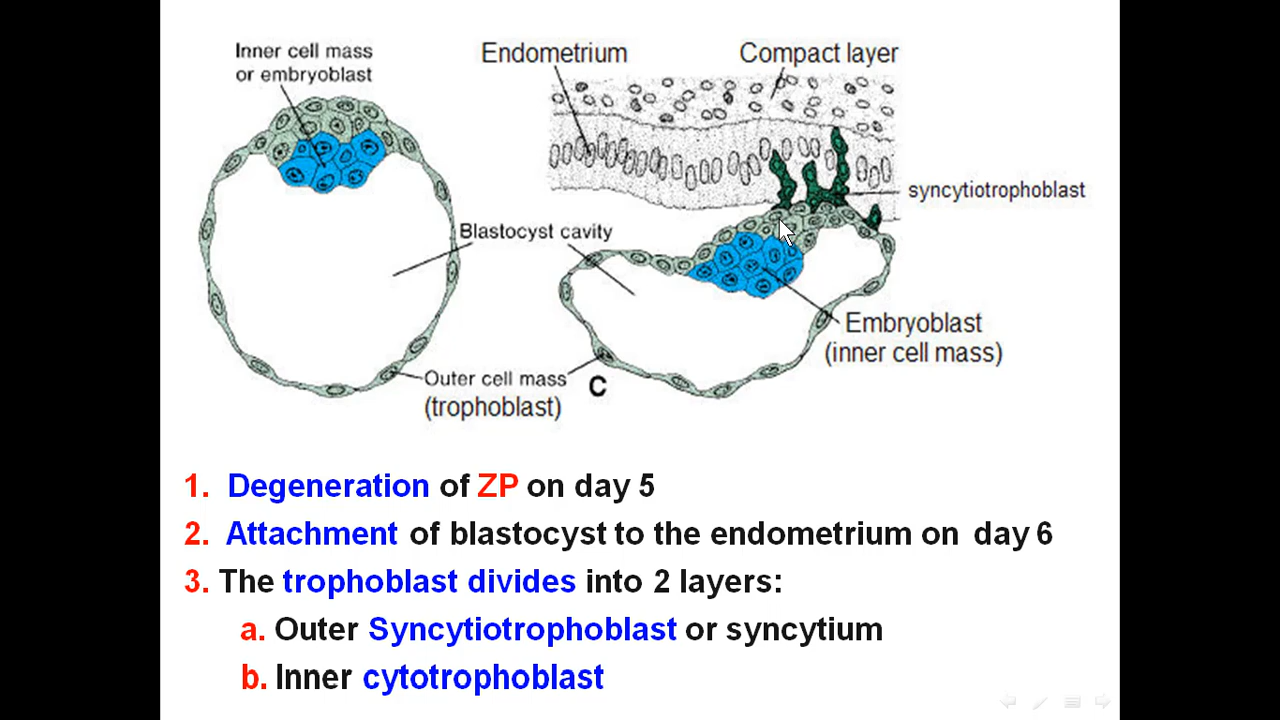 Inner cell mass
or embryoblast
Endometrium
Compact layer
syncytiotrophoblast
Blastocyst cavity
Embryoblast
(inner cell mass)
Outer cell mass
(trophoblast)
C
1. Degeneration of ZP on day 5
2. Attachment of blastocyst to the endometrium on day 6
3. The trophoblast divides into 2 layers:
a. Outer Syncytiotrophoblast or syncytium
b. Inner cytotrophoblast